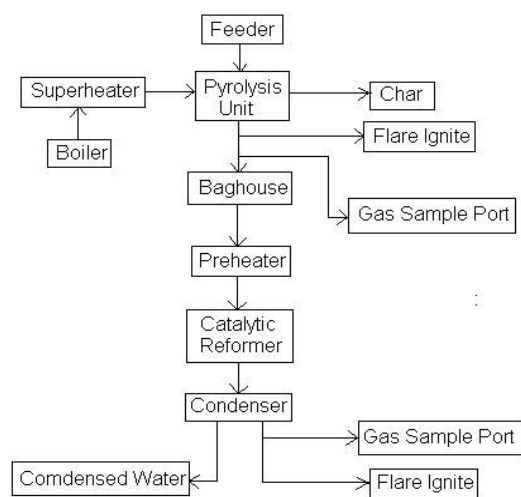 Feeder
Superheater
Pyrolysis
Unit
Char
Flare Ignite
Boiler
Baghouse
Gas Sample Port
Preheater
:
Catalytic
Reformer
Condenser
Gas Sample Port
Comdensed Water
Flare Ignite